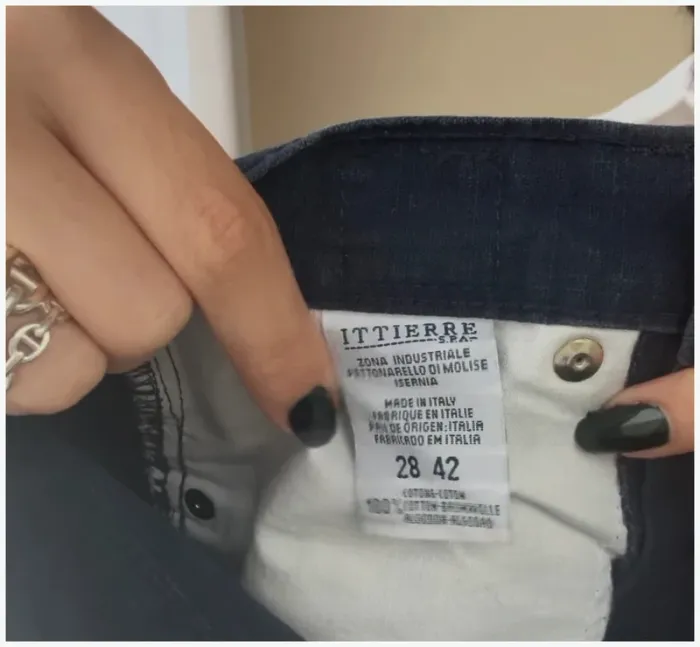 ITTIERRE
S.P.A.
ZONA INDUSTRIALE
PETTONARELLO DI MOLISE
ISERNIA
MADE IN ITALY
FABRIQUE EN ITALIE
PAIS DE ORIGEN: ITALIA
FABRICADO EM ITALIA
28 42
COTONE-COTON
100% COTTON-BAUMWOLLE
ALGODON-ALGODAO